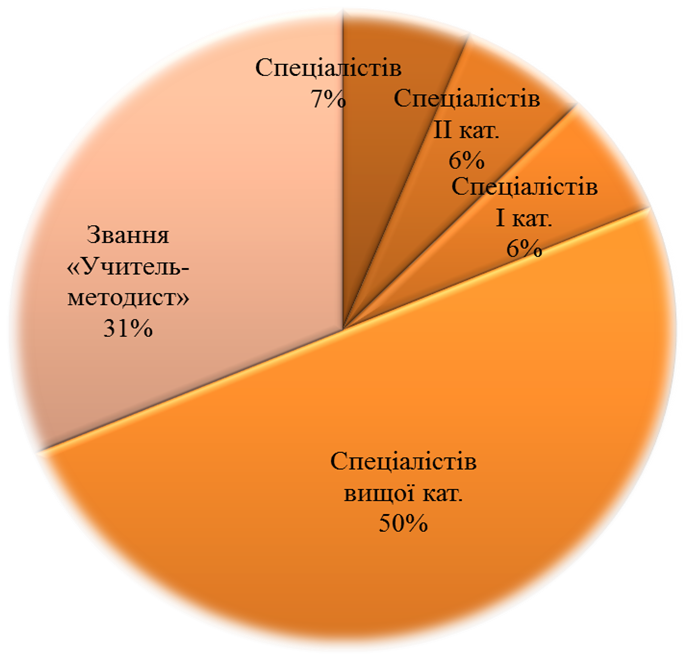 Спеціалістів
7%
Спеціалістів
ІІ кат.
6%
Спеціалістів
І кат.
6%
Спеціалістів
вищої кат.
50%
Звання
«Учитель-
методист»
31%